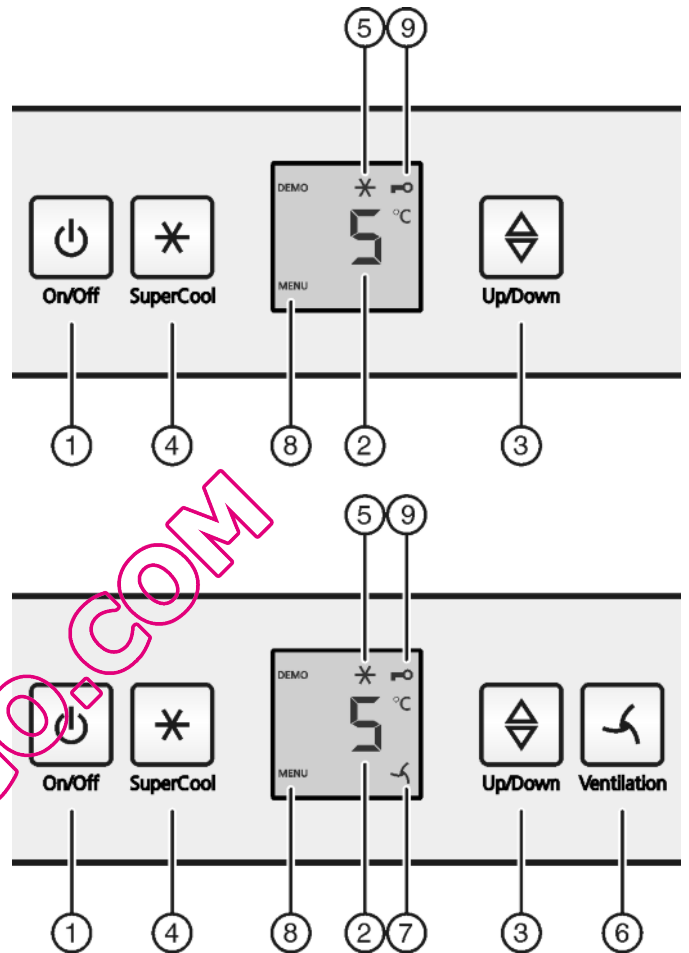 5 9
DEMO °C
5
MENU
On/Off SuperCool Up/Down
1 4 8 2 3
5 9
DEMO °C
5
MENU
On/Off SuperCool Up/Down Ventilation
1 4 8 2 7 3 6
O.COM